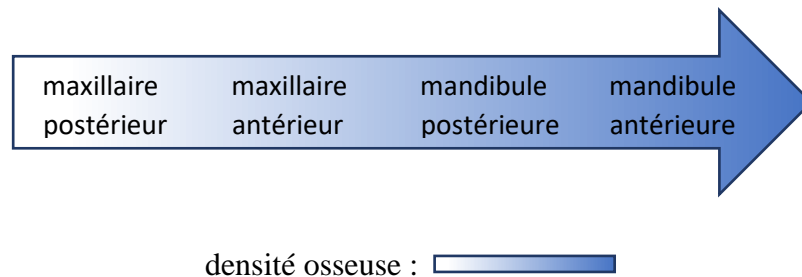 maxillaire maxillaire mandibule mandibule
postérieur antérieur postérieure antérieure
densité osseuse :